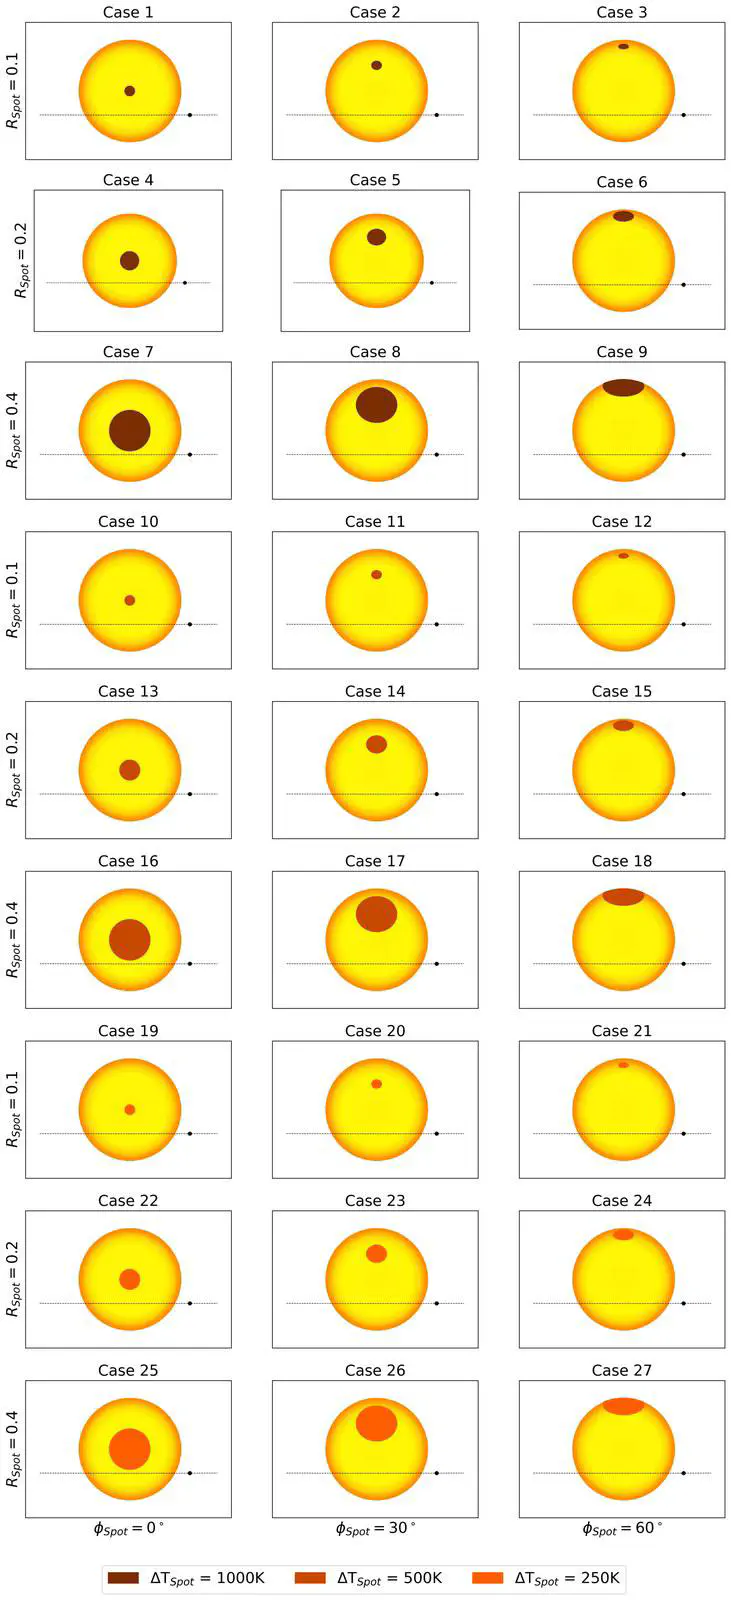 Case 1 Case 2 Case 3
R_Spot = 0.1
Case 4 Case 5 Case 6
R_Spot = 0.2
Case 7 Case 8 Case 9
R_Spot = 0.4
Case 10 Case 11 Case 12
R_Spot = 0.1
Case 13 Case 14 Case 15
R_Spot = 0.2
Case 16 Case 17 Case 18
R_Spot = 0.4
Case 19 Case 20 Case 21
R_Spot = 0.1
Case 22 Case 23 Case 24
R_Spot = 0.2
Case 25 Case 26 Case 27
R_Spot = 0.4
ϕ_Spot = 0° ϕ_Spot = 30° ϕ_Spot = 60°
ΔT_Spot = 1000K ΔT_Spot = 500K ΔT_Spot = 250K